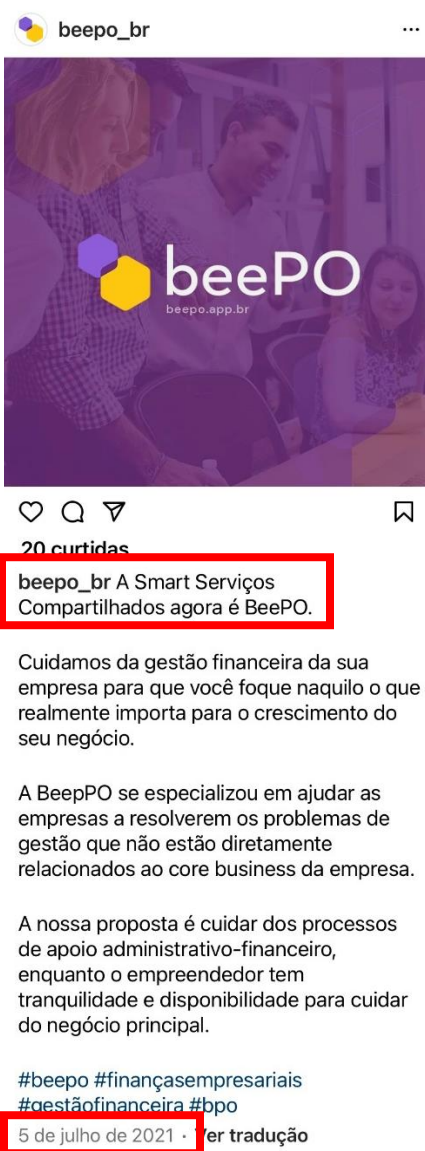 beepo_br
beePO
beepo.app.br
20 curtidas
beepo_br A Smart Serviços
Compartilhados agora é BeePO.
Cuidamos da gestão financeira da sua
empresa para que você foque naquilo o que
realmente importa para o crescimento do
seu negócio.
A BeepPO se especializou em ajudar as
empresas a resolverem os problemas de
gestão que não estão diretamente
relacionados ao core business da empresa.
A nossa proposta é cuidar dos processos
de apoio administrativo-financeiro,
enquanto o empreendedor tem
tranquilidade e disponibilidade para cuidar
do negócio principal.
#beepo #finançasempresariais
#gestãofinanceira #bpo
5 de julho de 2021 · Ver tradução